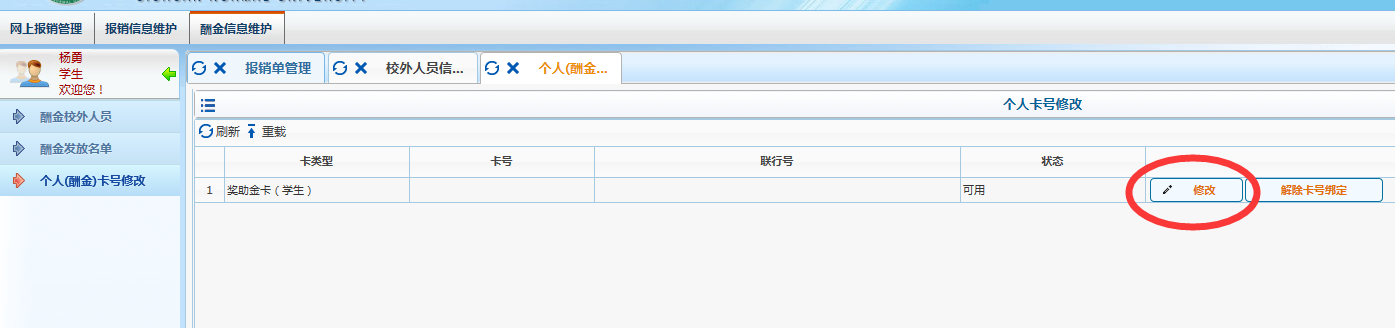 网上报销管理 报销信息维护 酬金信息维护
杨勇
学生
欢迎您！
报销单管理 校外人员信... 个人(酬金...
酬金校外人员
酬金发放名单
个人(酬金)卡号修改
个人卡号修改
刷新 重载
卡类型 卡号 联行号 状态
1 奖助金卡（学生） 可用 修改 解除卡号绑定